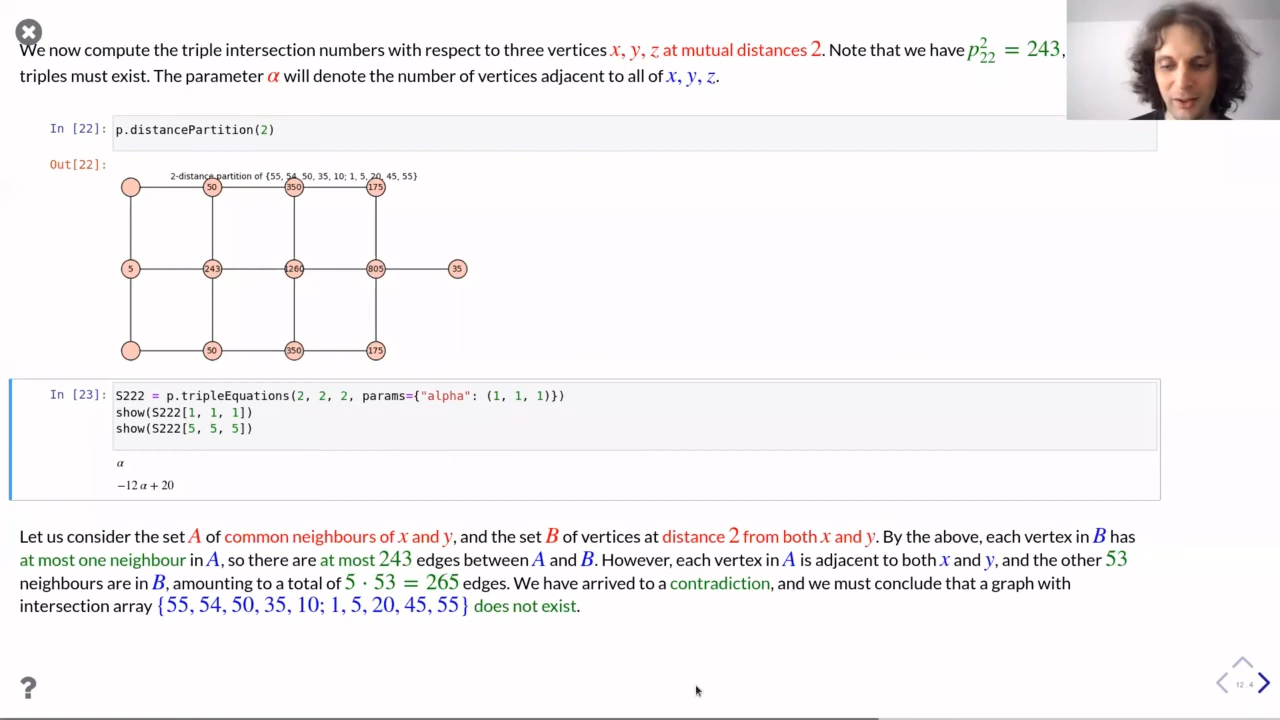 We now compute the triple intersection numbers with respect to three vertices x, y, z at mutual distances 2. Note that we have p²₂₂ = 243,
triples must exist. The parameter α will denote the number of vertices adjacent to all of x, y, z.
In [22]: p.distancePartition(2)
Out[22]:
2-distance partition of {55, 54, 50, 35, 10; 1, 5, 20, 45, 55}
50 350 175
5 243 1260 805 35
50 350 175
In [23]: S222 = p.tripleEquations(2, 2, 2, params={"alpha": (1, 1, 1)})
show(S222[1, 1, 1])
show(S222[5, 5, 5])
α
−12 α + 20
Let us consider the set A of common neighbours of x and y, and the set B of vertices at distance 2 from both x and y. By the above, each vertex in B has
at most one neighbour in A, so there are at most 243 edges between A and B. However, each vertex in A is adjacent to both x and y, and the other 53
neighbours are in B, amounting to a total of 5 · 53 = 265 edges. We have arrived to a contradiction, and we must conclude that a graph with
intersection array {55, 54, 50, 35, 10; 1, 5, 20, 45, 55} does not exist.
?
12.4